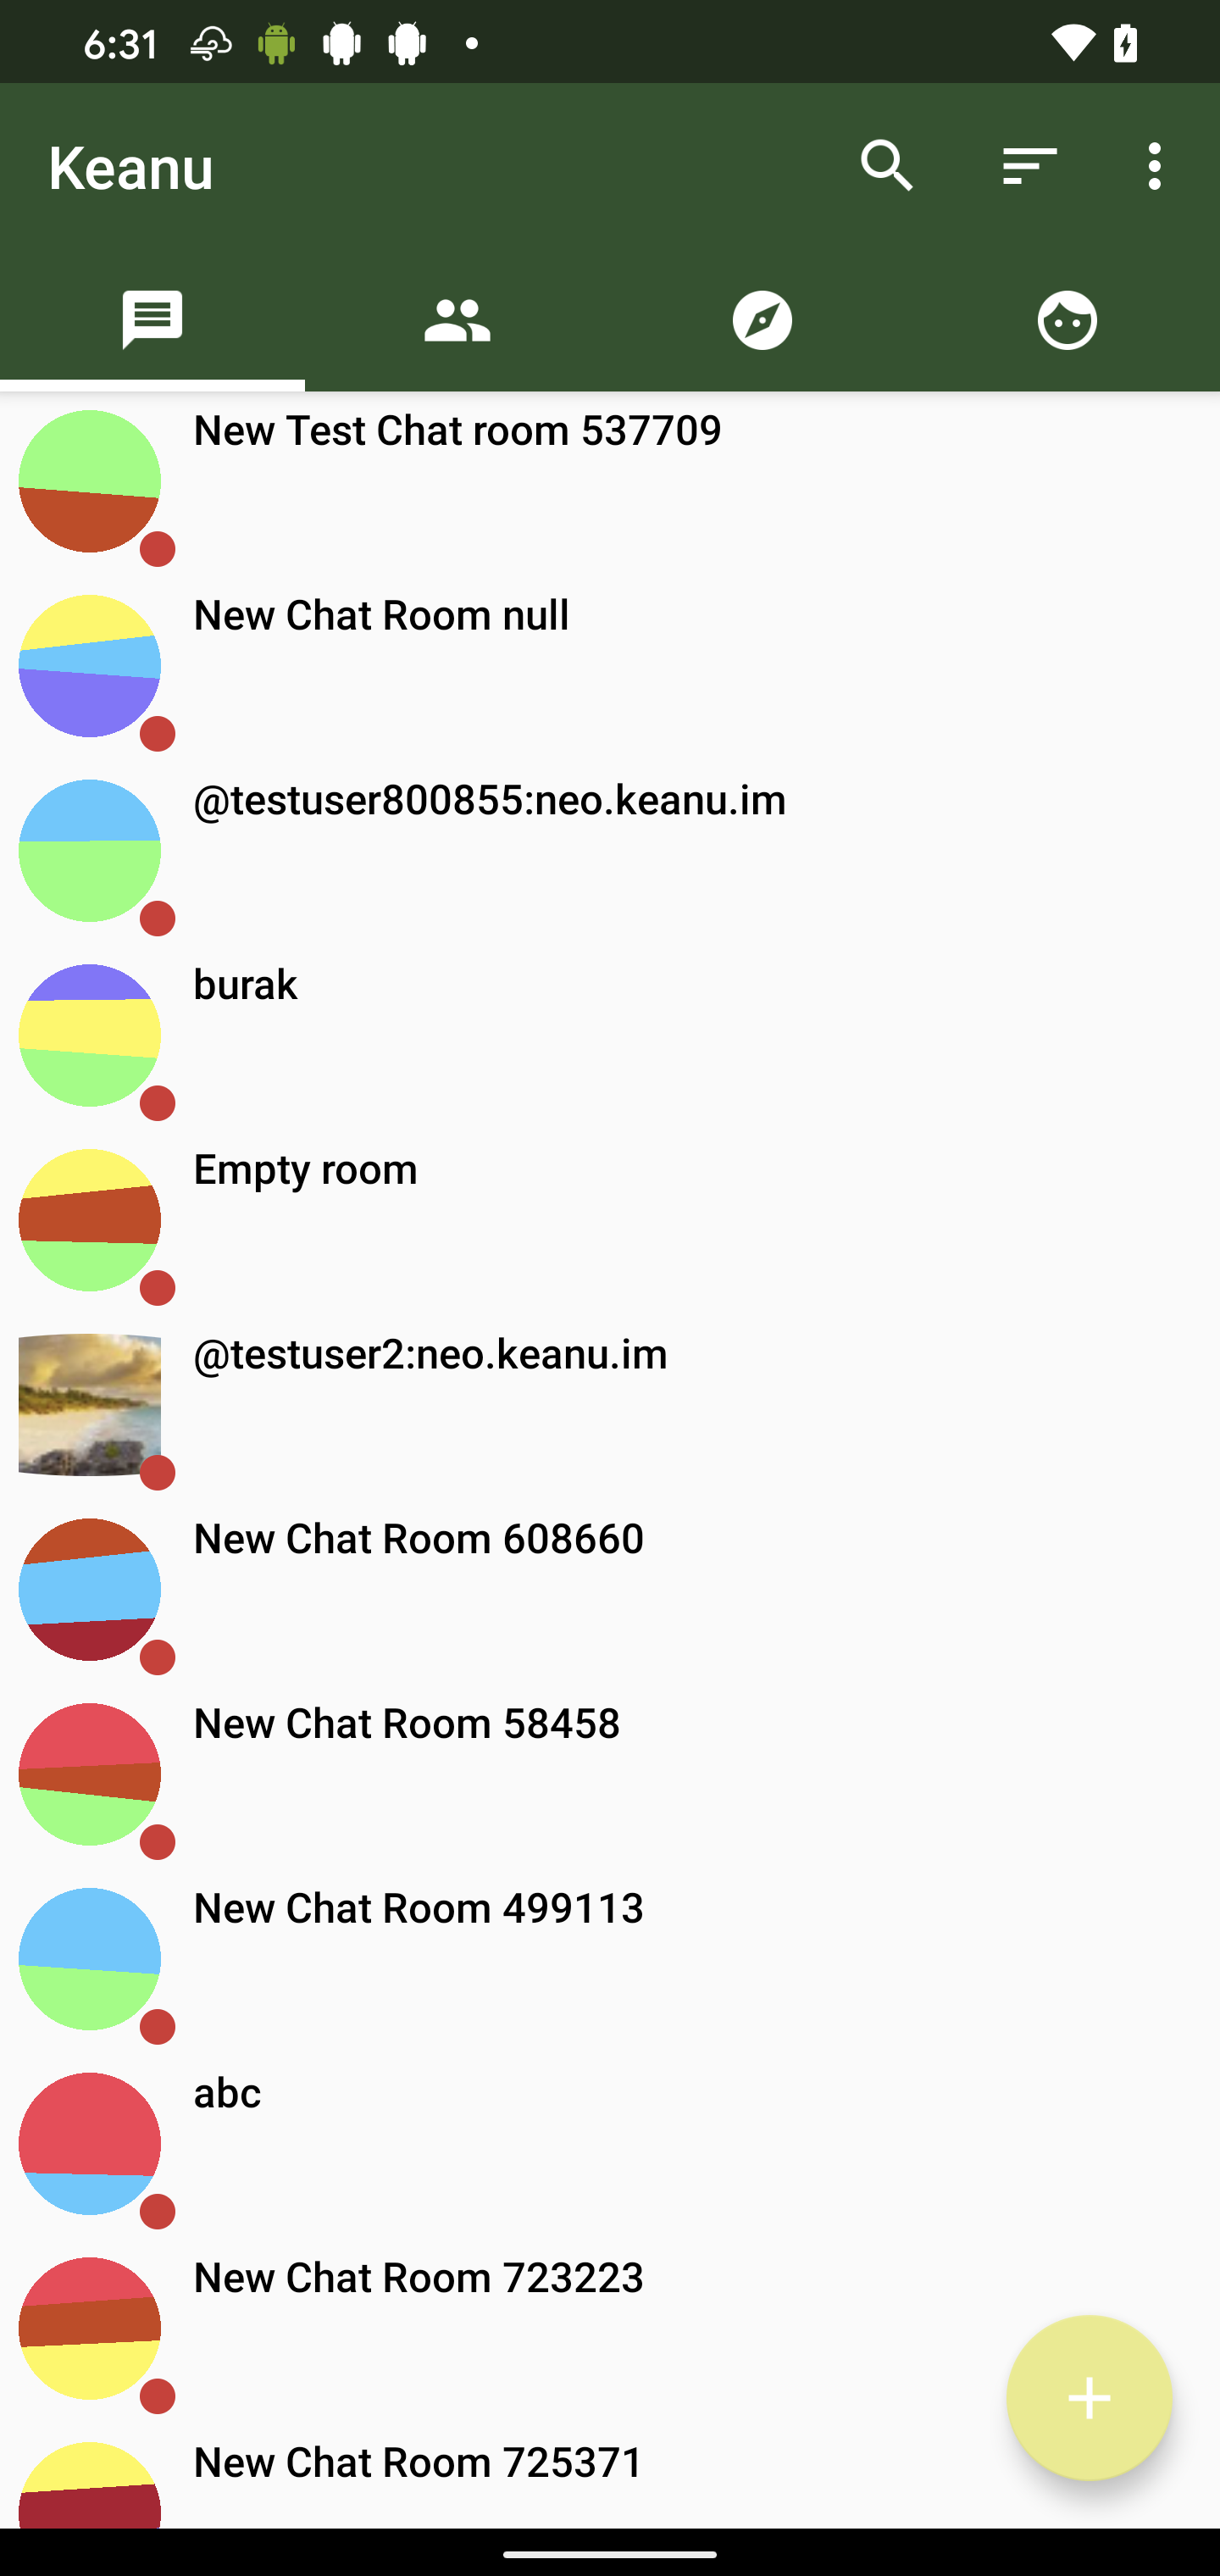 6:31
Keanu
New Test Chat room 537709
New Chat Room null
@testuser800855:neo.keanu.im
burak
Empty room
@testuser2:neo.keanu.im
New Chat Room 608660
New Chat Room 58458
New Chat Room 499113
abc
New Chat Room 723223
New Chat Room 725371